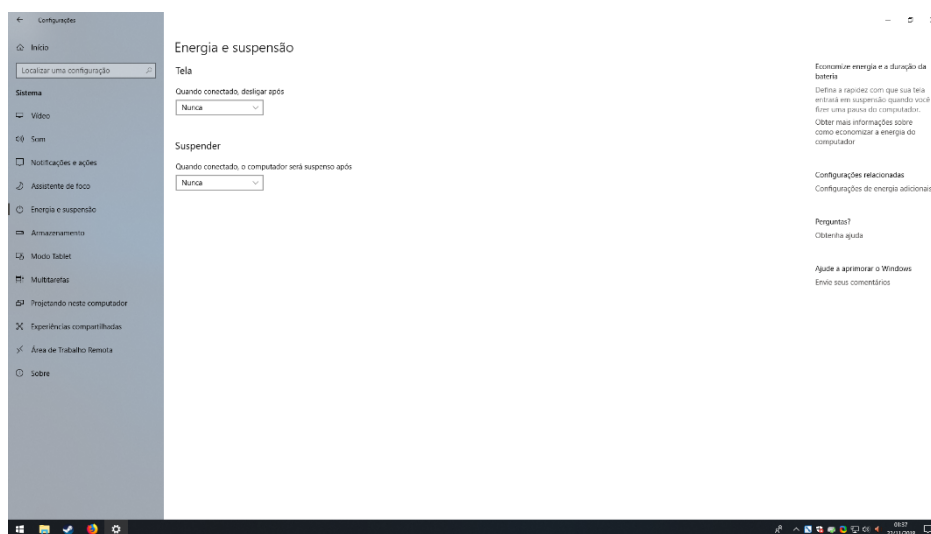 Configurações
Início
Localizar uma configuração
Sistema
Vídeo
Som
Notificações e ações
Assistente de foco
Energia e suspensão
Armazenamento
Modo Tablet
Multitarefas
Projetando neste computador
Experiências compartilhadas
Área de Trabalho Remota
Sobre
Energia e suspensão
Tela
Quando conectado, desligar após
Nunca
Suspender
Quando conectado, o computador será suspenso após
Nunca
Economize energia e a duração da
bateria
Defina a rapidez com que sua tela
entrará em suspensão quando você
fizer uma pausa do computador.
Obter mais informações sobre
como economizar a energia do
computador
Configurações relacionadas
Configurações de energia adicionais
Perguntas?
Obtenha ajuda
Ajude a aprimorar o Windows
Envie seus comentários
08:37